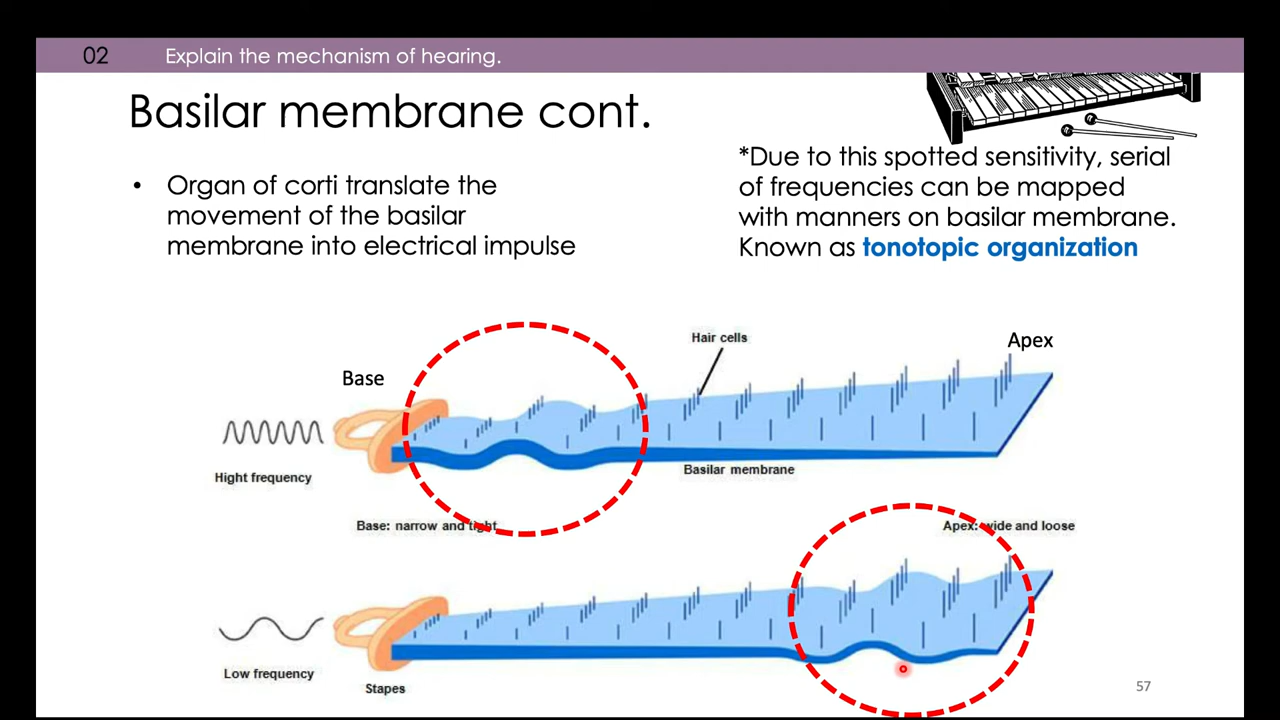 02 Explain the mechanism of hearing.
Basilar membrane cont.
• Organ of corti translate the
movement of the basilar
membrane into electrical impulse
*Due to this spotted sensitivity, serial
of frequencies can be mapped
with manners on basilar membrane.
Known as tonotopic organization
Hair cells
Apex
Base
Hight frequency
Basilar membrane
Base: narrow and tight
Apex: wide and loose
Low frequency
Stapes
57